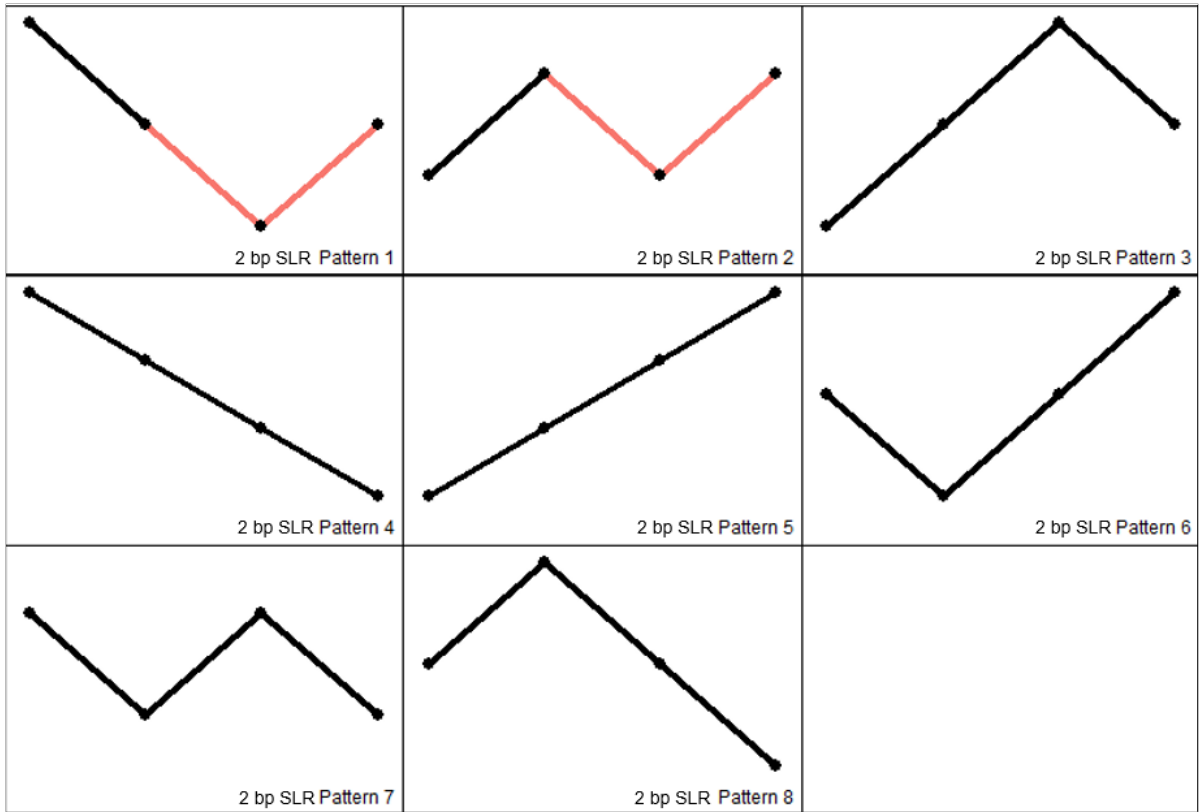 2 bp SLR Pattern 1
2 bp SLR Pattern 2
2 bp SLR Pattern 3
2 bp SLR Pattern 4
2 bp SLR Pattern 5
2 bp SLR Pattern 6
2 bp SLR Pattern 7
2 bp SLR Pattern 8